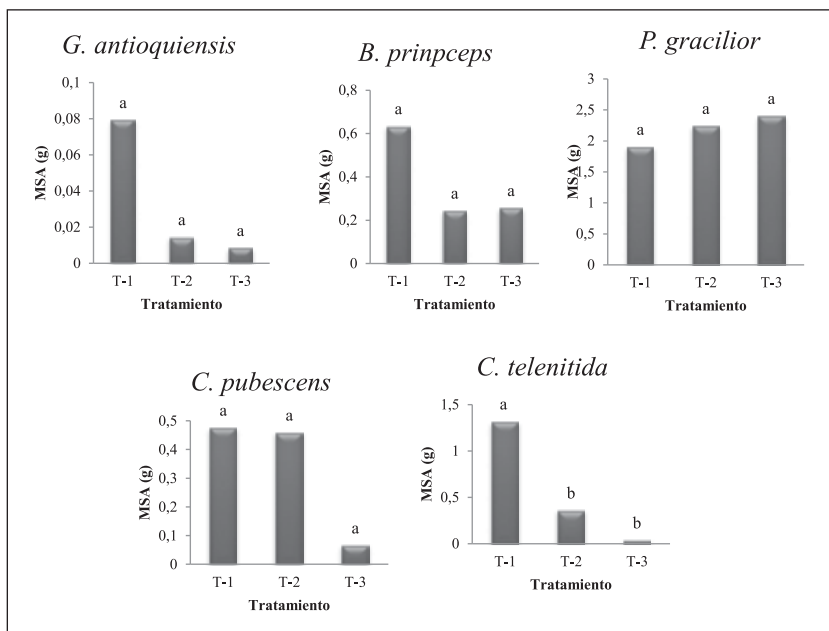 G. antioquiensis
0,1
0,08
0,06
0,04
0,02
0
MSA (g)
a
a
a
T-1 T-2 T-3
Tratamiento
B. prinpceps
0,8
0,6
0,4
0,2
0
MSA (g)
a
a
a
T-1 T-2 T-3
Tratamiento
P. gracilior
3
2,5
2
1,5
1
0,5
0
MSA (g)
a
a
a
T-1 T-2 T-3
Tratamiento
C. pubescens
0,5
0,4
0,3
0,2
0,1
0
MSA (g)
a
a
a
T-1 T-2 T-3
Tratamiento
C. telenitida
1,5
1
0,5
0
MSA (g)
a
b
b
T-1 T-2 T-3
Tratamiento